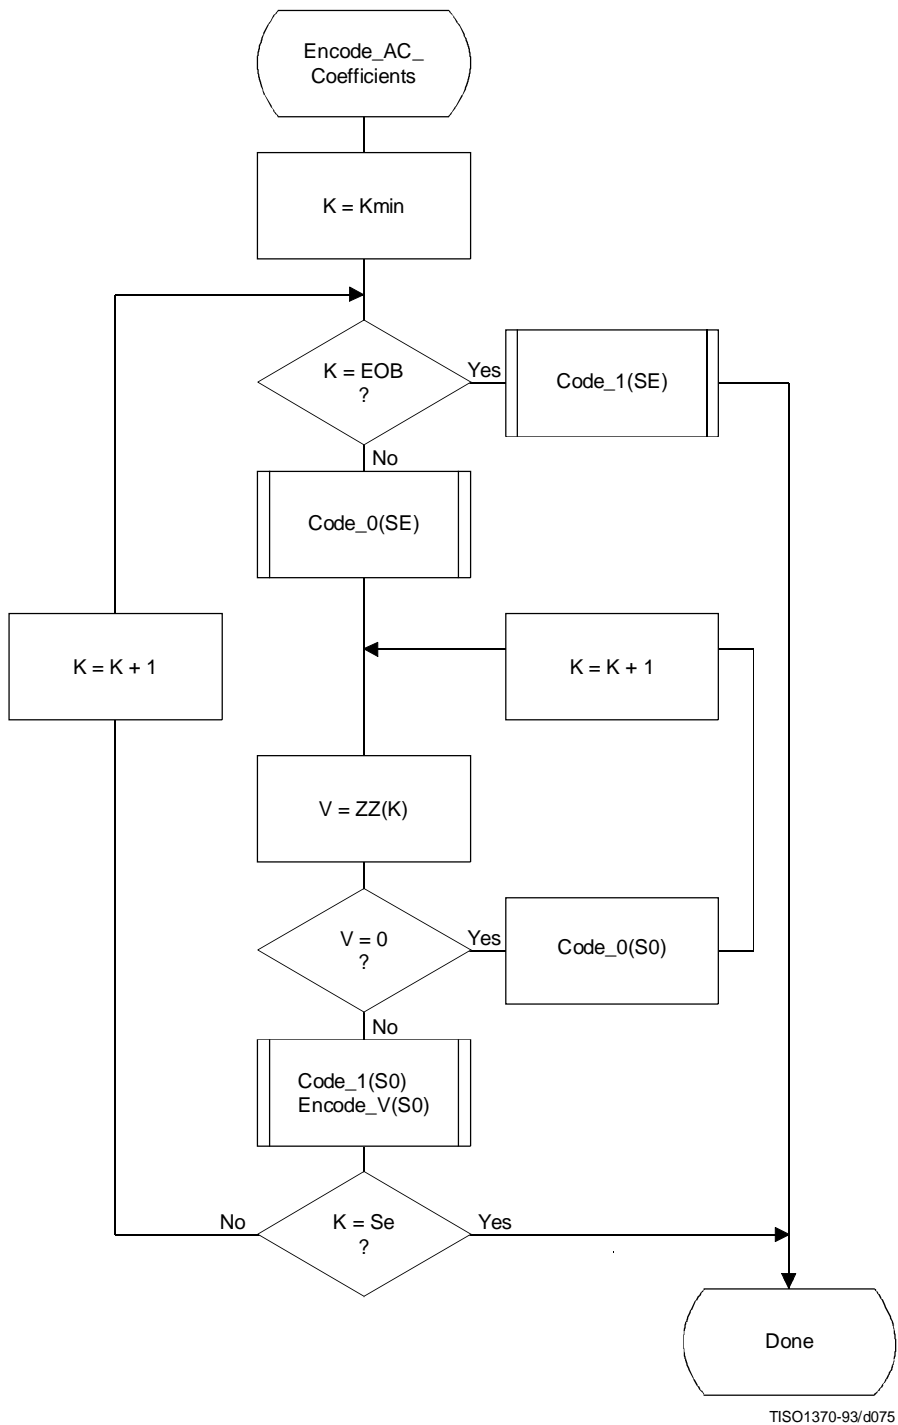 Encode_AC_
Coefficients
K = Kmin
K = EOB
?
Yes
Code_1(SE)
No
Code_0(SE)
K = K + 1
K = K + 1
V = ZZ(K)
V = 0
?
Yes
Code_0(S0)
No
Code_1(S0)
Encode_V(S0)
No
K = Se
?
Yes
Done
TISO1370-93/d075